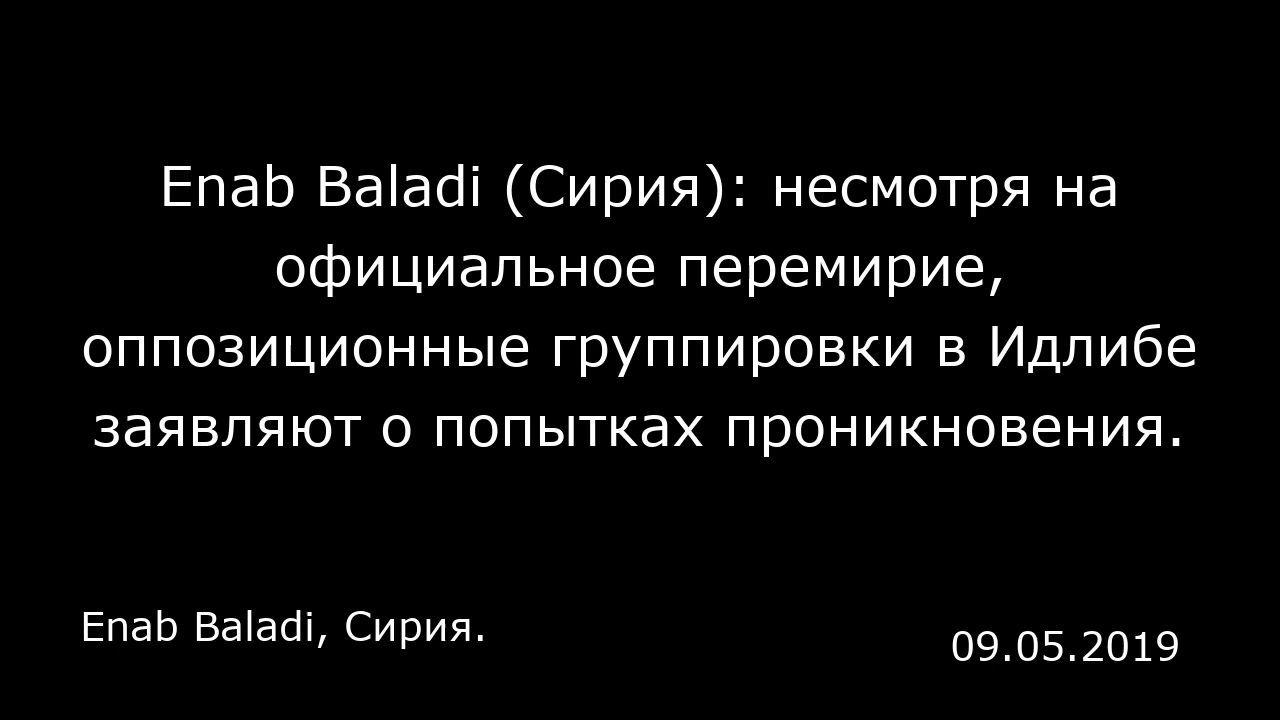 Enab Baladi (Сирия): несмотря на
официальное перемирие,
оппозиционные группировки в Идлибе
заявляют о попытках проникновения.
Enab Baladi, Сирия.
09.05.2019